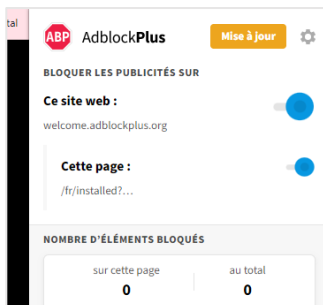 tal
ABP AdblockPlus Mise à jour
BLOQUER LES PUBLICITÉS SUR
Ce site web :
welcome.adblockplus.org
Cette page :
/fr/installed?...
NOMBRE D'ÉLÉMENTS BLOQUÉS
sur cette page au total
0 0